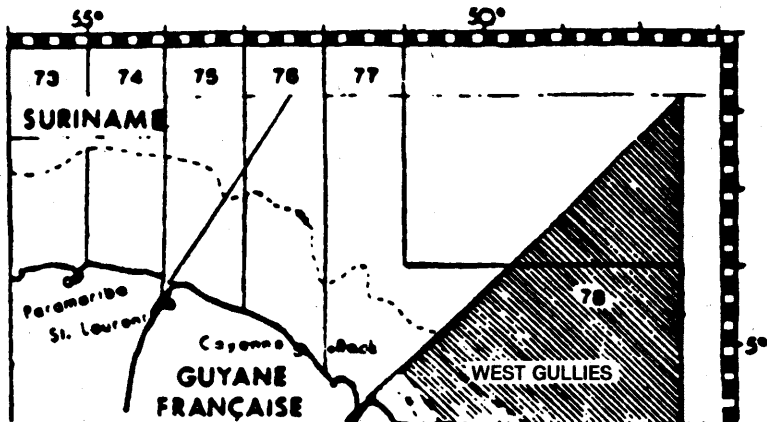 55° 50°
73 74 75 76 77
SURINAME
78
Paramaribo
St. Laurent
Cayenne
5°
GUYANE
FRANÇAISE
WEST GULLIES